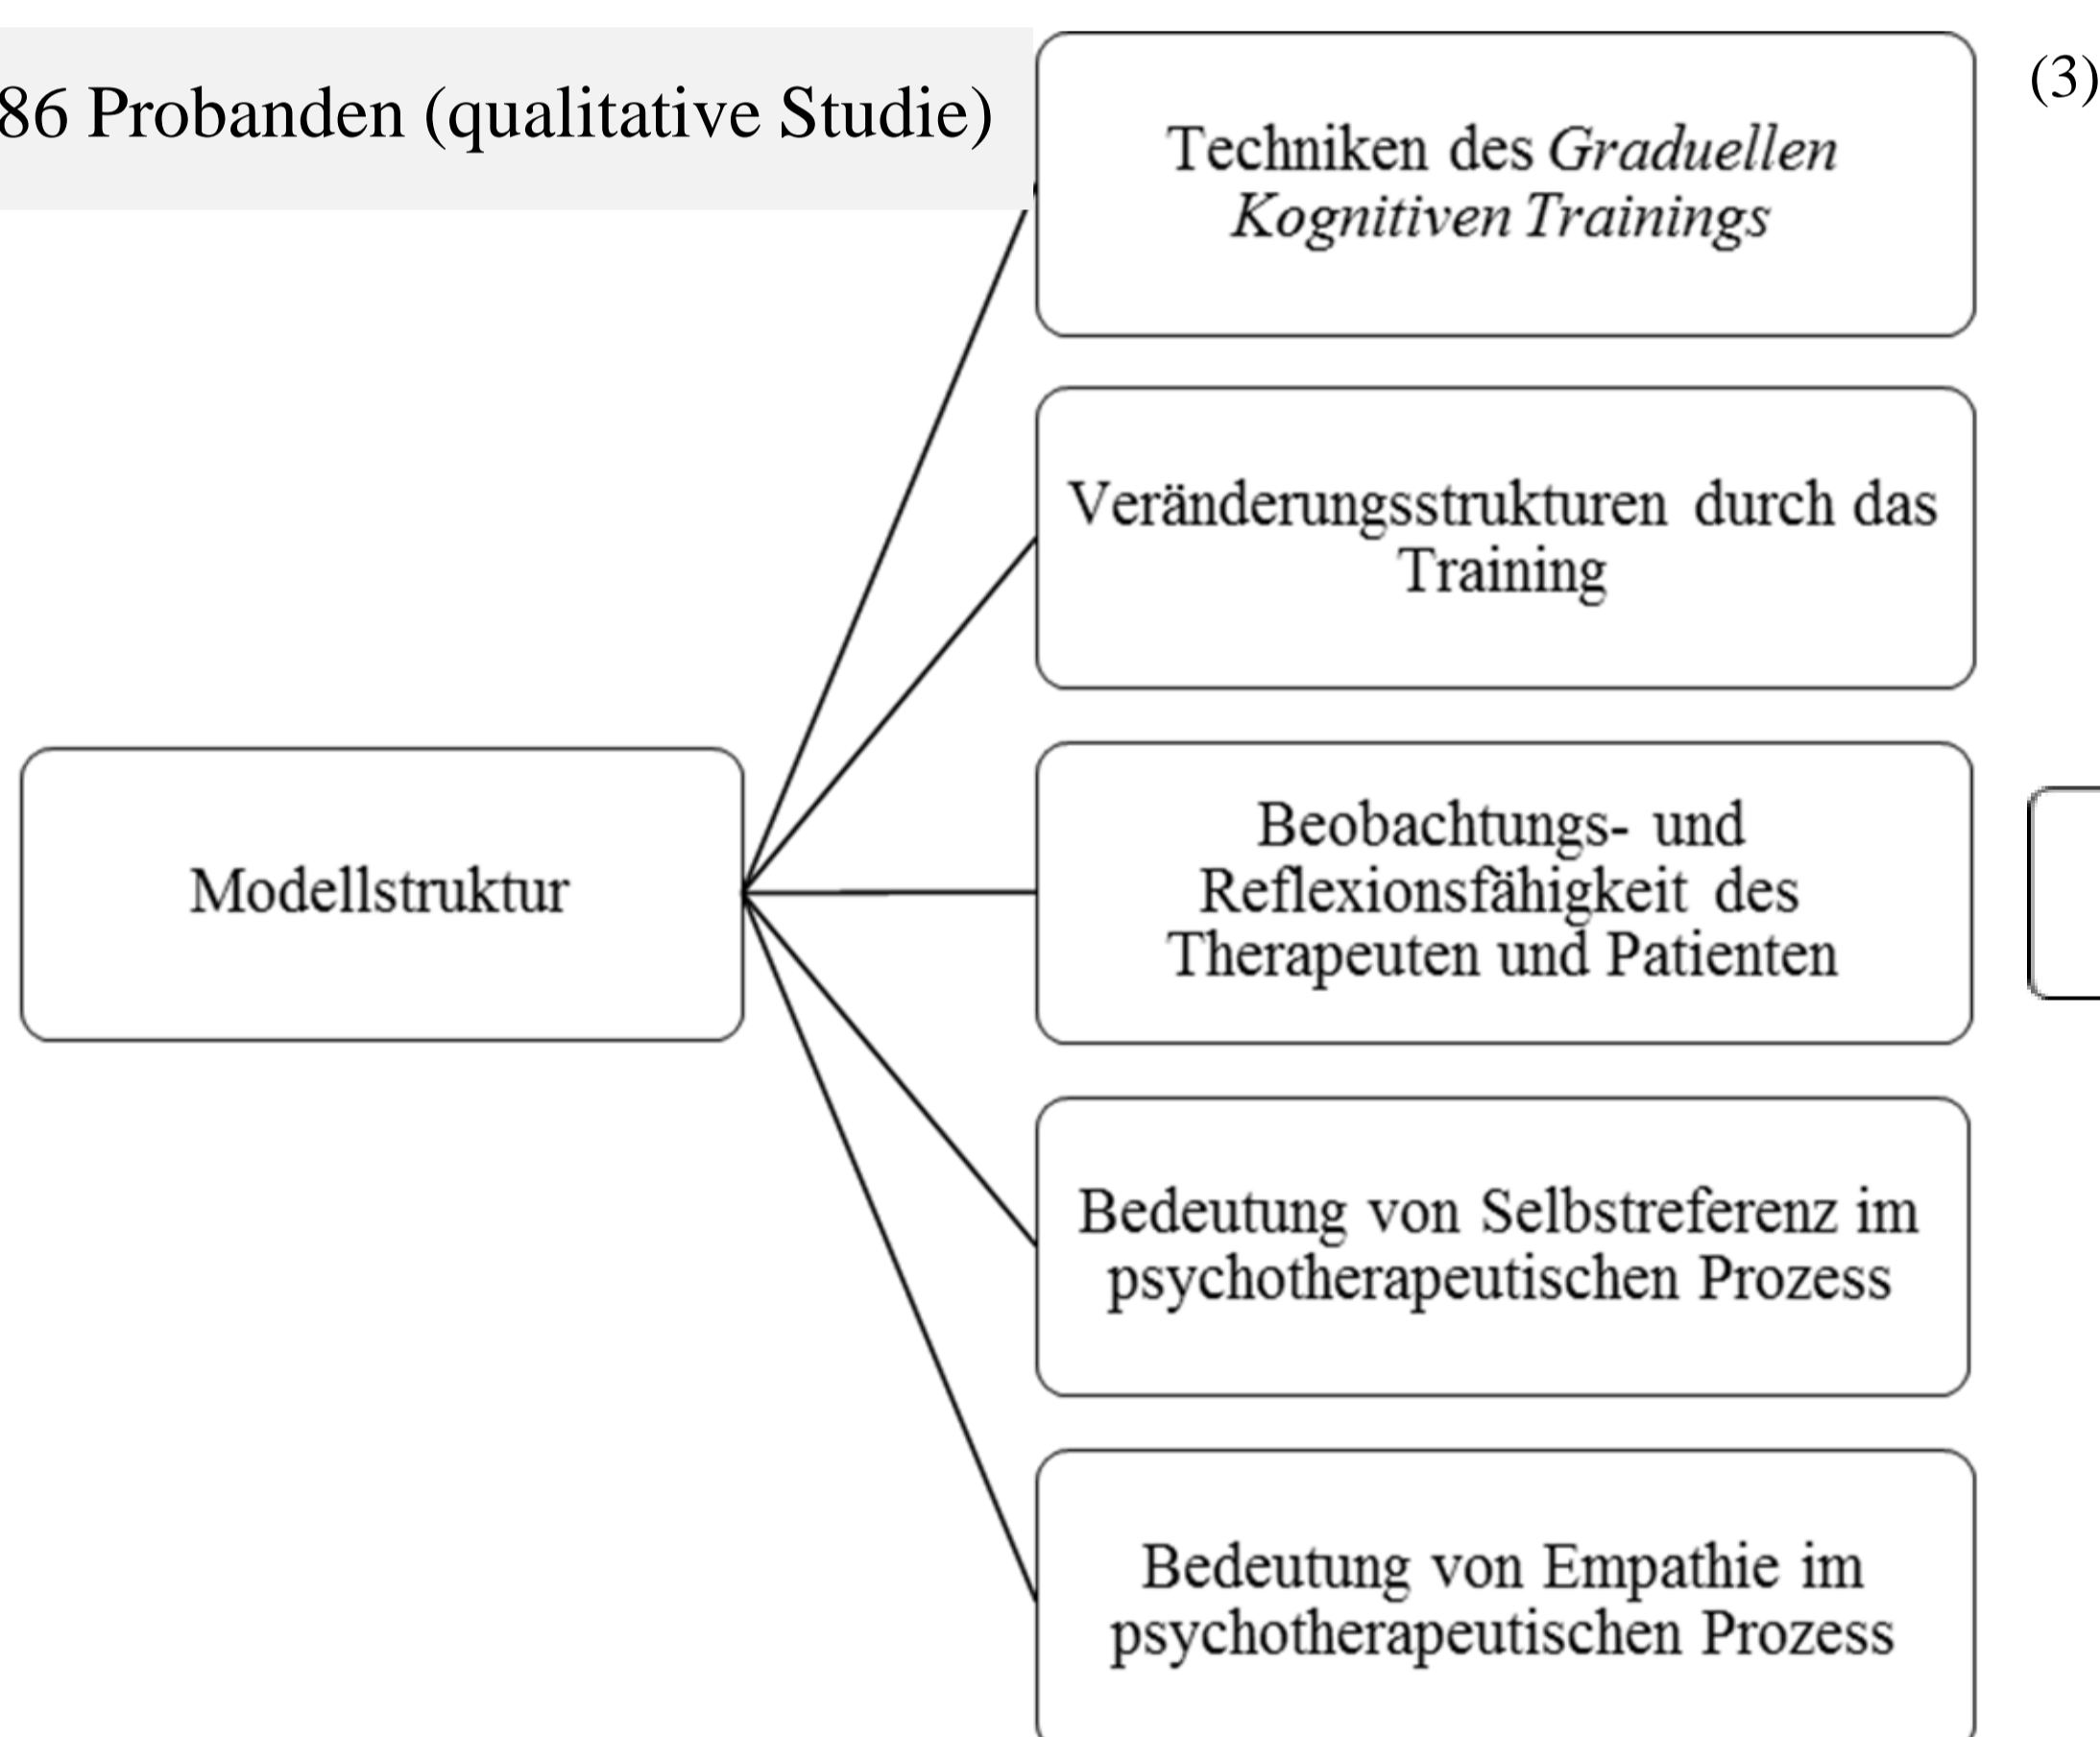 86 Probanden (qualitative Studie)
(3)
Techniken des Graduellen
Kognitiven Trainings
Veränderungsstrukturen durch das
Training
Modellstruktur
Beobachtungs- und
Reflexionsfähigkeit des
Therapeuten und Patienten
Bedeutung von Selbstreferenz im
psychotherapeutischen Prozess
Bedeutung von Empathie im
psychotherapeutischen Prozess